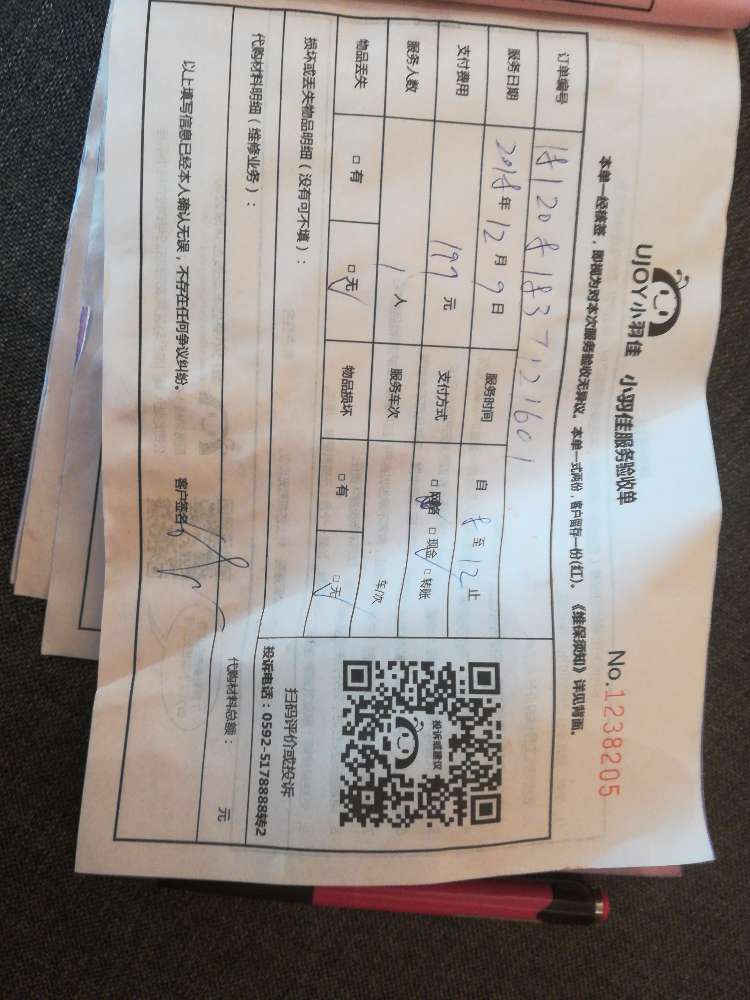 UJOY小羽佳 小羽佳服务验收单
No.1238205
本单一经核签,即视为对本次服务验收无异议。本单一式两份,客户留存一份(红)。《维保须知》详见背面。
订单编号 1812081837121601
服务日期 2018年12月9日 服务时间 自8至12止
支付费用 199元 支付方式 □网络 □现金 □转账
服务人数 1人 服务车次 车/次
物品丢失 □有 □无 物品损坏 □有 □无
损坏或丢失物品明细(没有可不填):
投诉或建议
扫码评价或投诉
投诉电话:0592-5178888转2
代购材料明细(维修业务):
代购材料总额: 元
以上填写信息已经本人确认无误,不存在任何争议纠纷。 客户签名: